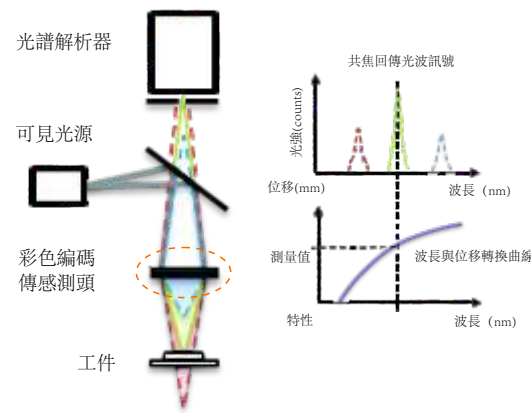 光譜解析器
可見光源
彩色編碼
傳感測頭
工件
共焦回傳光波訊號
光強(counts)
位移(mm)
波長（nm）
測量值
波長與位移轉換曲線
特性
波長（nm）